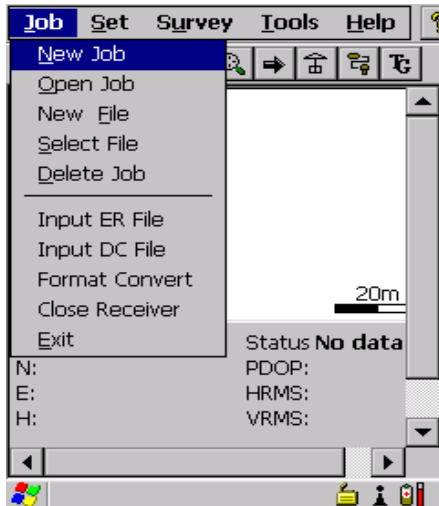 Job Set Survey Tools Help ?
New Job
Open Job
New File
Select File
Delete Job
Input ER File
Input DC File
Format Convert
Close Receiver
Exit
20m
Status No data
N: PDOP:
E: HRMS:
H: VRMS: